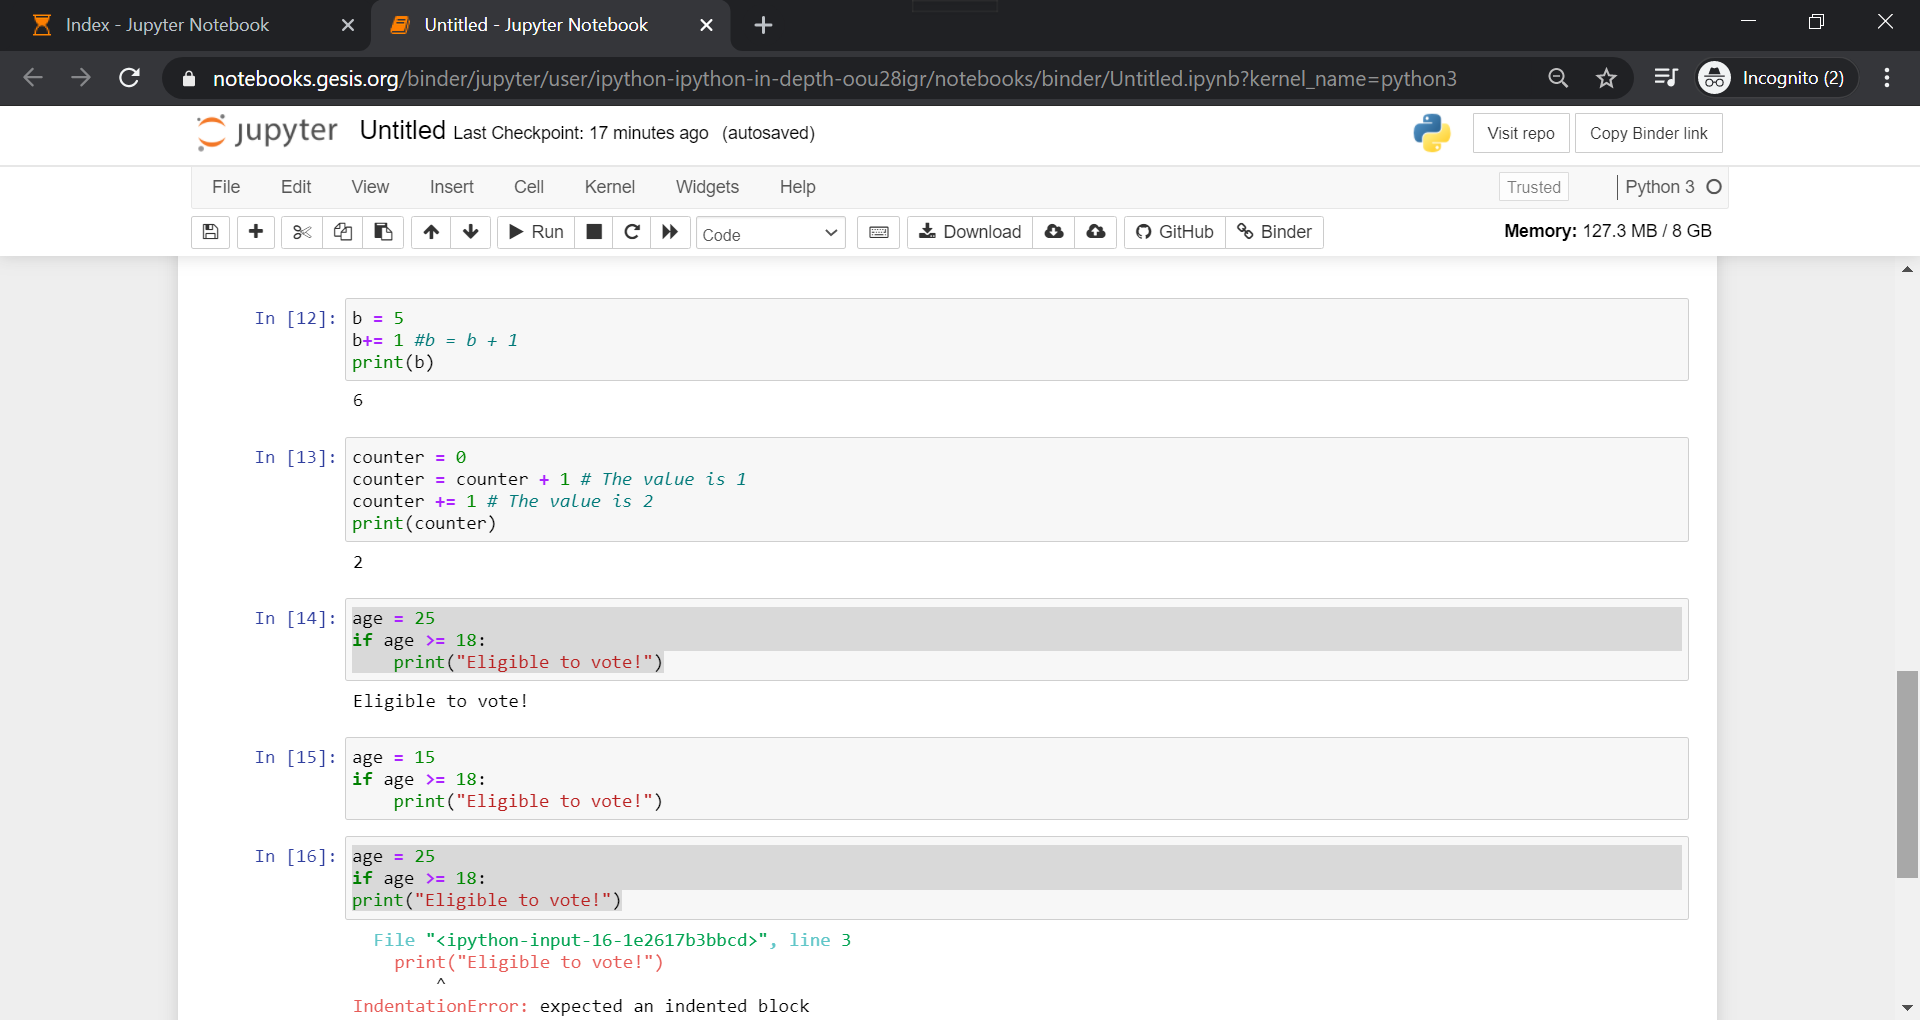 Index - Jupyter Notebook
Untitled - Jupyter Notebook
notebooks.gesis.org/binder/jupyter/user/ipython-ipython-in-depth-oou28igr/notebooks/binder/Untitled.ipynb?kernel_name=python3
Incognito (2)
jupyter Untitled Last Checkpoint: 17 minutes ago (autosaved)
Visit repo
Copy Binder link
File Edit View Insert Cell Kernel Widgets Help
Trusted
Python 3
Run
Code
Download
GitHub
Binder
Memory: 127.3 MB / 8 GB
In [12]:
b = 5
b+= 1 #b = b + 1
print(b)
6
In [13]:
counter = 0
counter = counter + 1 # The value is 1
counter += 1 # The value is 2
print(counter)
2
In [14]:
age = 25
if age >= 18:
    print("Eligible to vote!")
Eligible to vote!
In [15]:
age = 15
if age >= 18:
    print("Eligible to vote!")
In [16]:
age = 25
if age >= 18:
print("Eligible to vote!")
  File "<ipython-input-16-1e2617b3bbcd>", line 3
    print("Eligible to vote!")
        ^
IndentationError: expected an indented block